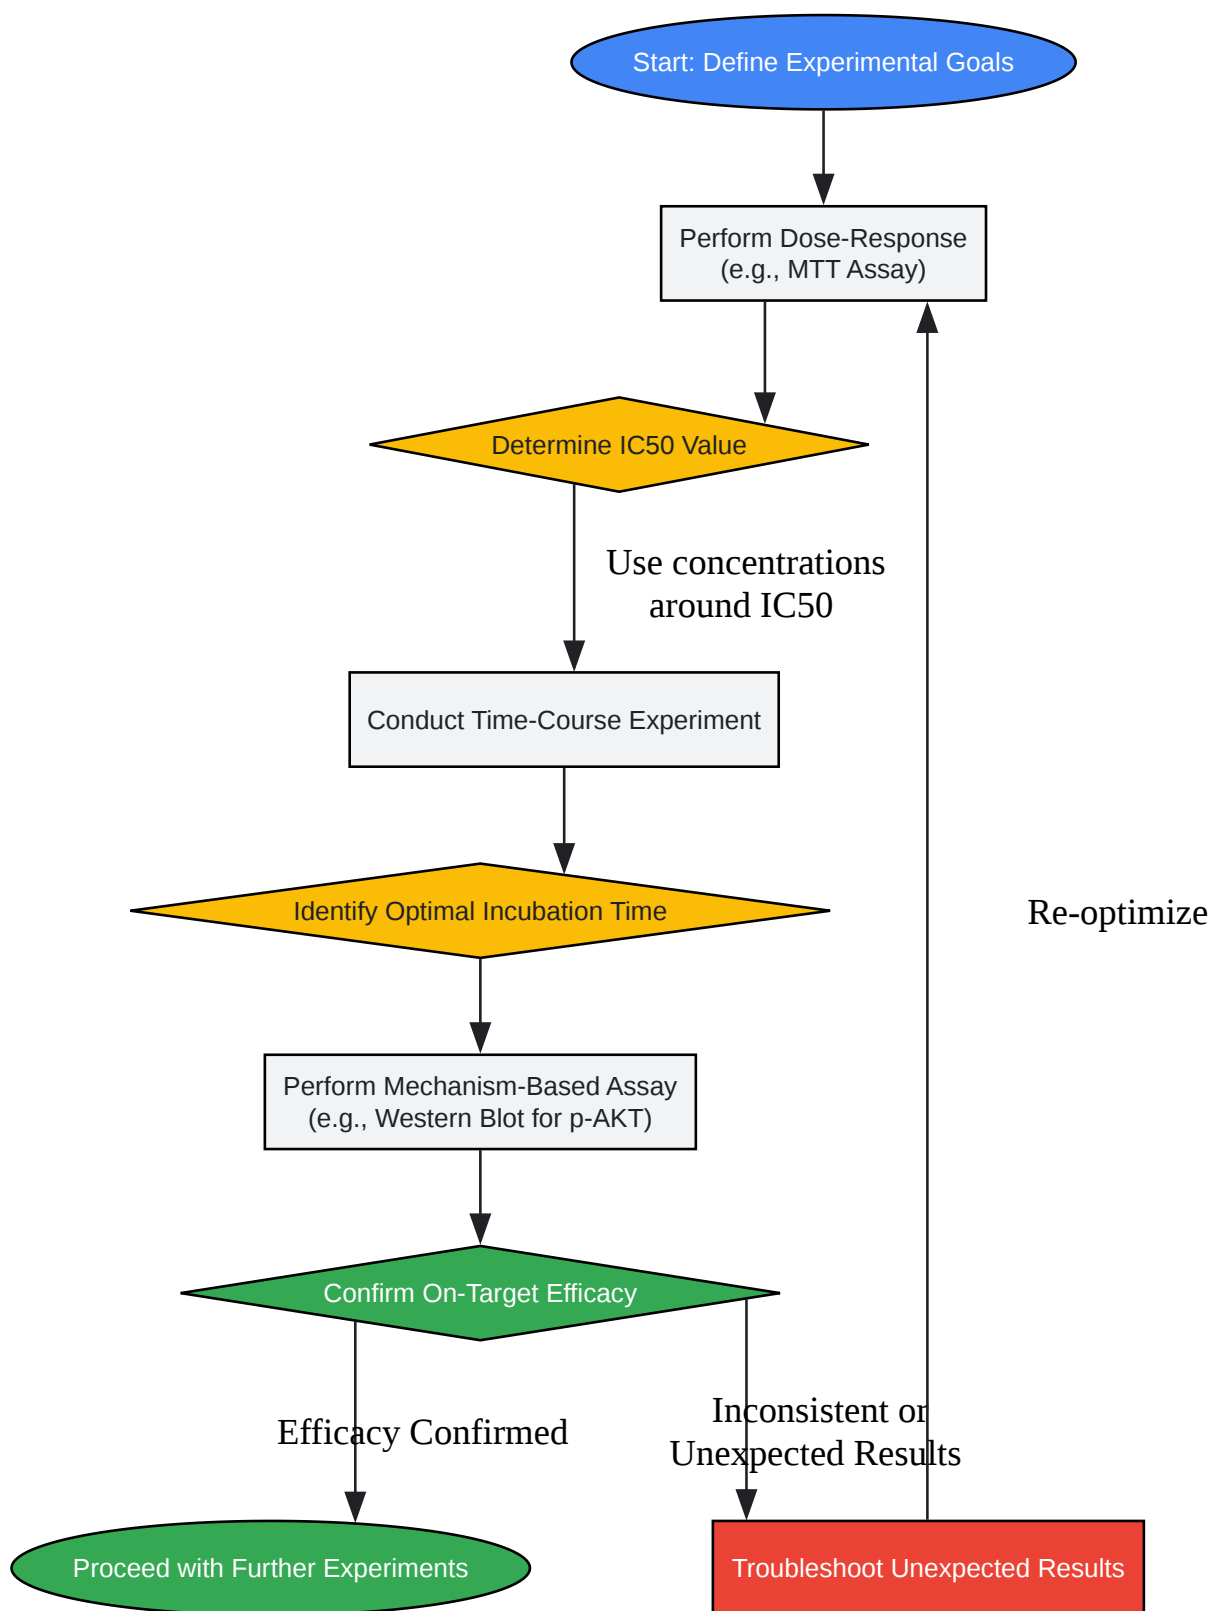 Start: Define Experimental Goals
Perform Dose-Response
(e.g., MTT Assay)
Determine IC50 Value
Use concentrations
around IC50
Conduct Time-Course Experiment
Identify Optimal Incubation Time
Re-optimize
Perform Mechanism-Based Assay
(e.g., Western Blot for p-AKT)
Confirm On-Target Efficacy
Efficacy Confirmed
Inconsistent or
Unexpected Results
Proceed with Further Experiments
Troubleshoot Unexpected Results